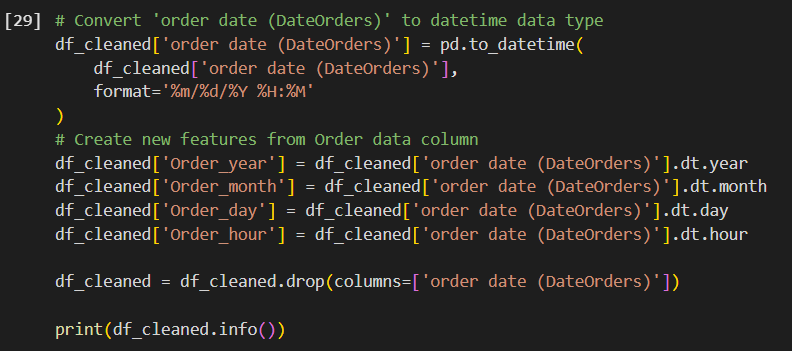 [29] # Convert 'order date (DateOrders)' to datetime data type
df_cleaned['order date (DateOrders)'] = pd.to_datetime(
    df_cleaned['order date (DateOrders)'],
    format='%m/%d/%Y %H:%M'
)
# Create new features from Order data column
df_cleaned['Order_year'] = df_cleaned['order date (DateOrders)'].dt.year
df_cleaned['Order_month'] = df_cleaned['order date (DateOrders)'].dt.month
df_cleaned['Order_day'] = df_cleaned['order date (DateOrders)'].dt.day
df_cleaned['Order_hour'] = df_cleaned['order date (DateOrders)'].dt.hour

df_cleaned = df_cleaned.drop(columns=['order date (DateOrders)'])

print(df_cleaned.info())